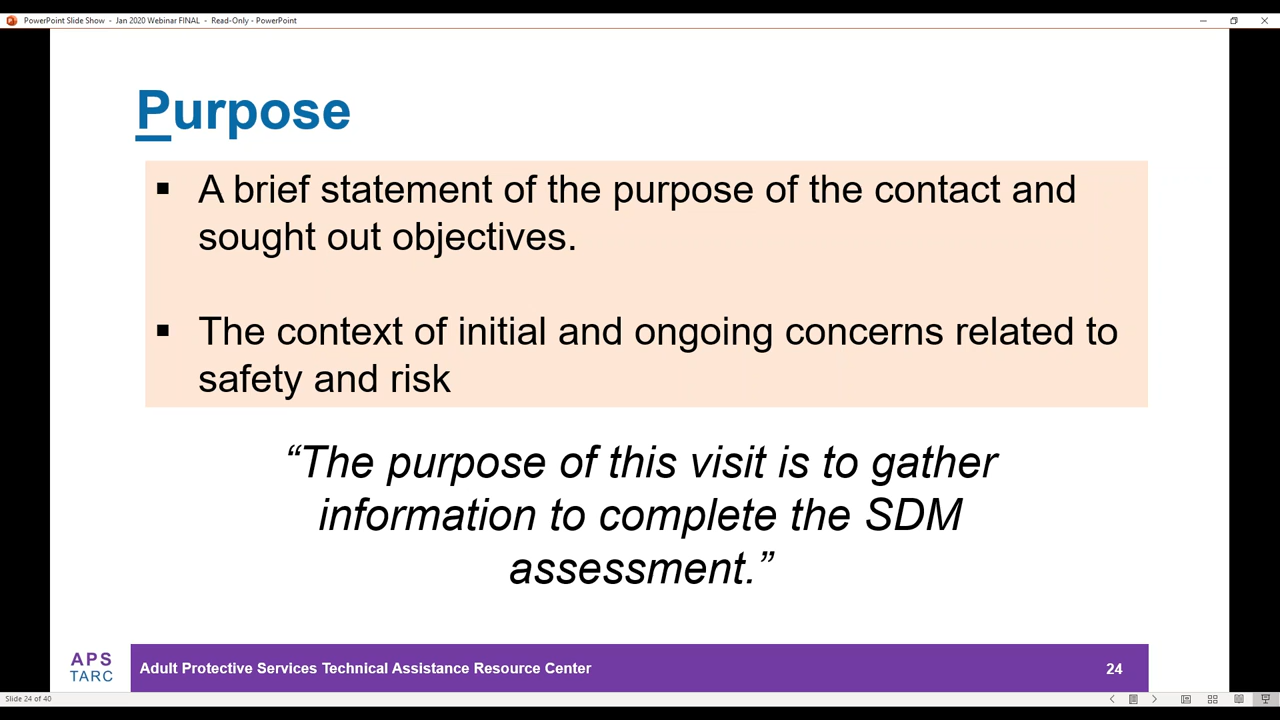 PowerPoint Slide Show - Jan 2020 Webinar FINAL - Read-Only - PowerPoint
Purpose
▪ A brief statement of the purpose of the contact and
sought out objectives.
▪ The context of initial and ongoing concerns related to
safety and risk
“The purpose of this visit is to gather
information to complete the SDM
assessment.”
APS
TARC
Adult Protective Services Technical Assistance Resource Center
24
Slide 24 of 40